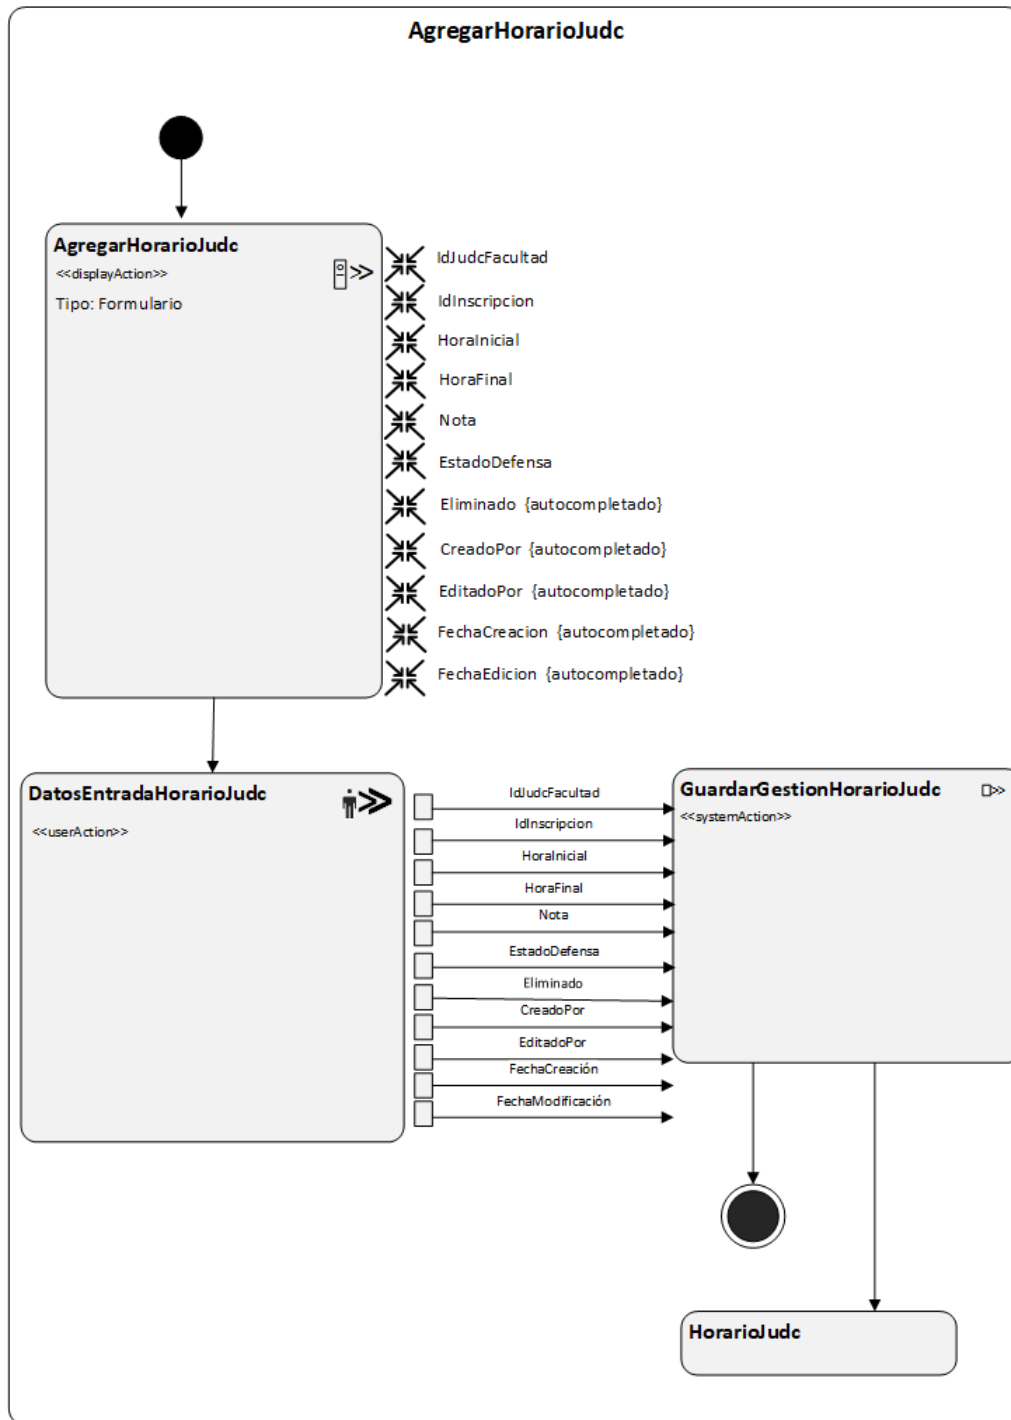 AgregarHorarioJudc
AgregarHorarioJudc
<<displayAction>>
Tipo: Formulario
IdJudcFacultad
IdInscripcion
HoraInicial
HoraFinal
Nota
EstadoDefensa
Eliminado {autocompletado}
CreadoPor {autocompletado}
EditadoPor {autocompletado}
FechaCreacion {autocompletado}
FechaEdicion {autocompletado}
DatosEntradaHorarioJudc
<<userAction>>
IdJudcFacultad
IdInscripcion
HoraInicial
HoraFinal
Nota
EstadoDefensa
Eliminado
CreadoPor
EditadoPor
FechaCreación
FechaModificación
GuardarGestionHorarioJudc
<<systemAction>>
HorarioJudc